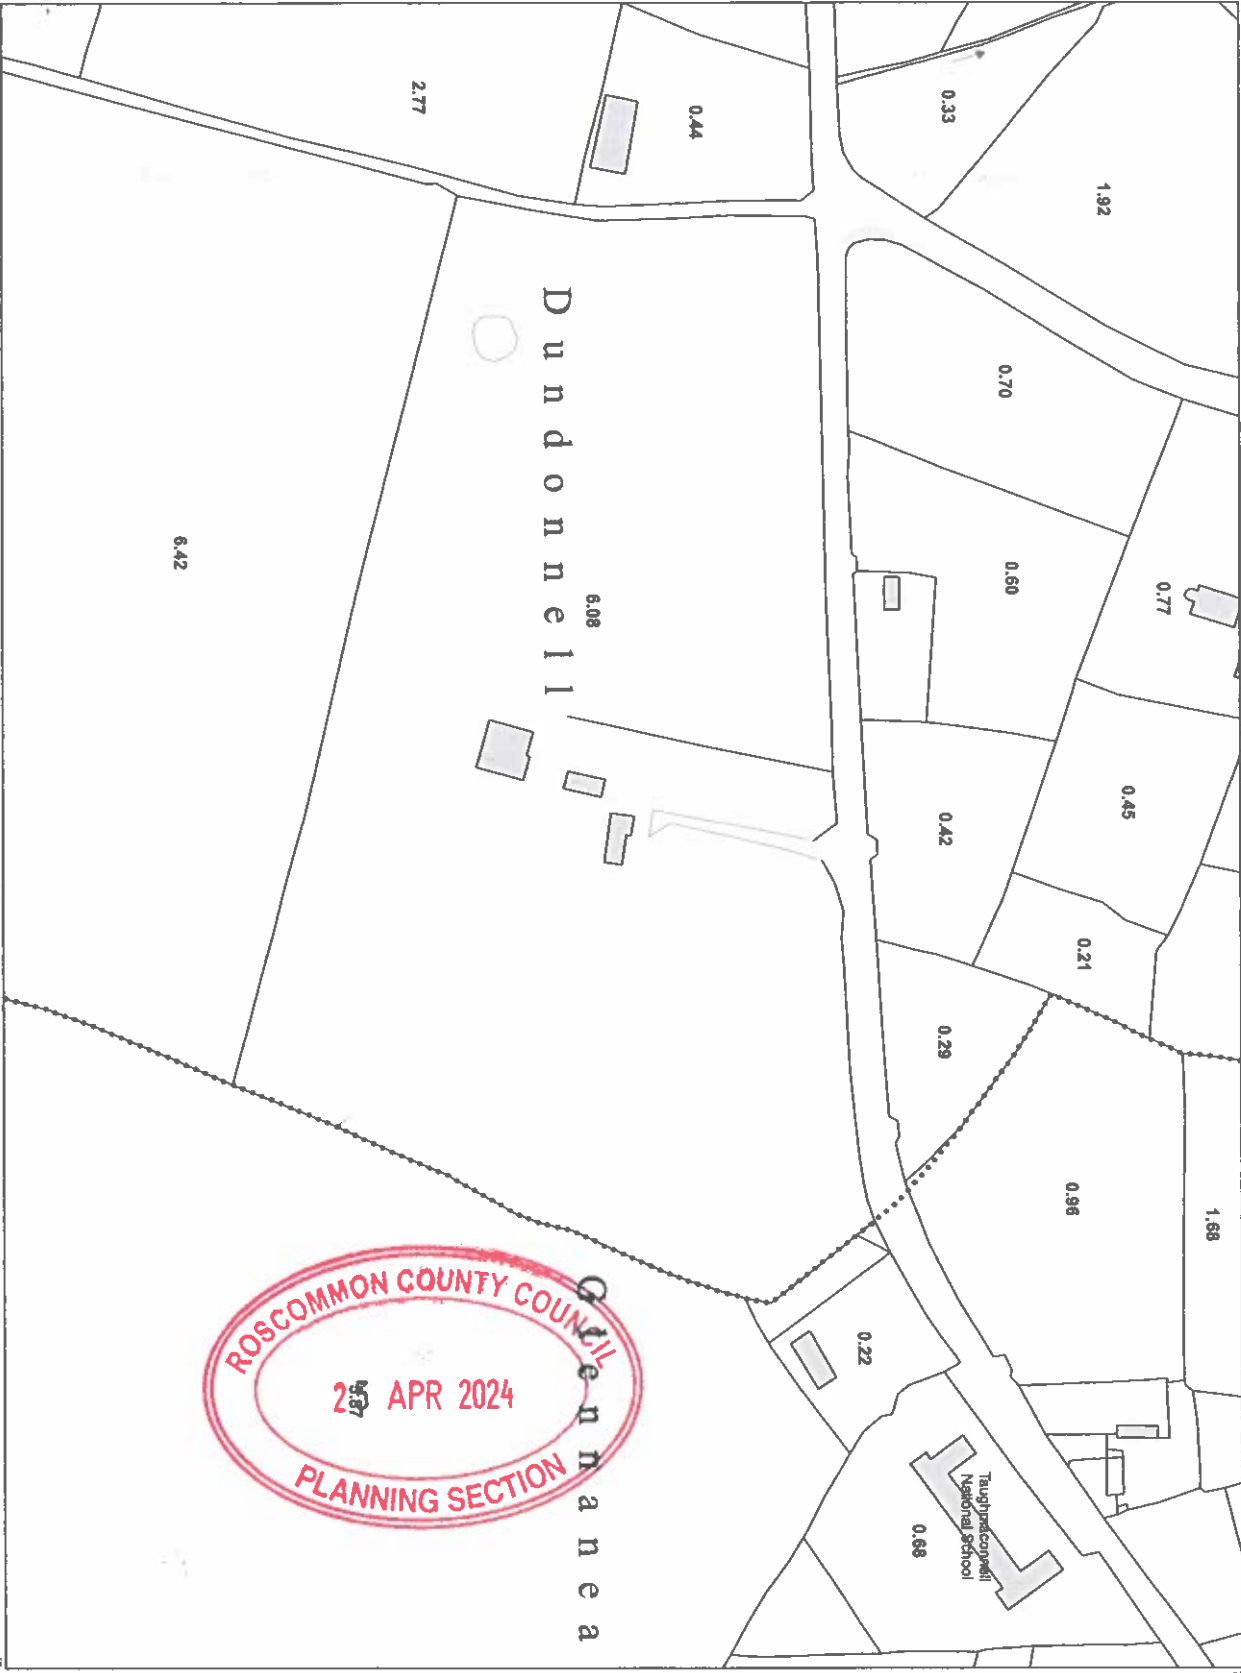 0.33
1.92
0.44
2.77
0.70
0.60
0.77
6.42
Dundonnell
6.08
0.45
0.42
0.21
0.29
0.96
1.68
0.22
Glennanea
Taughmaconnell
National School
0.68
ROSCOMMON COUNTY COUNCIL
APR 2024
PLANNING SECTION